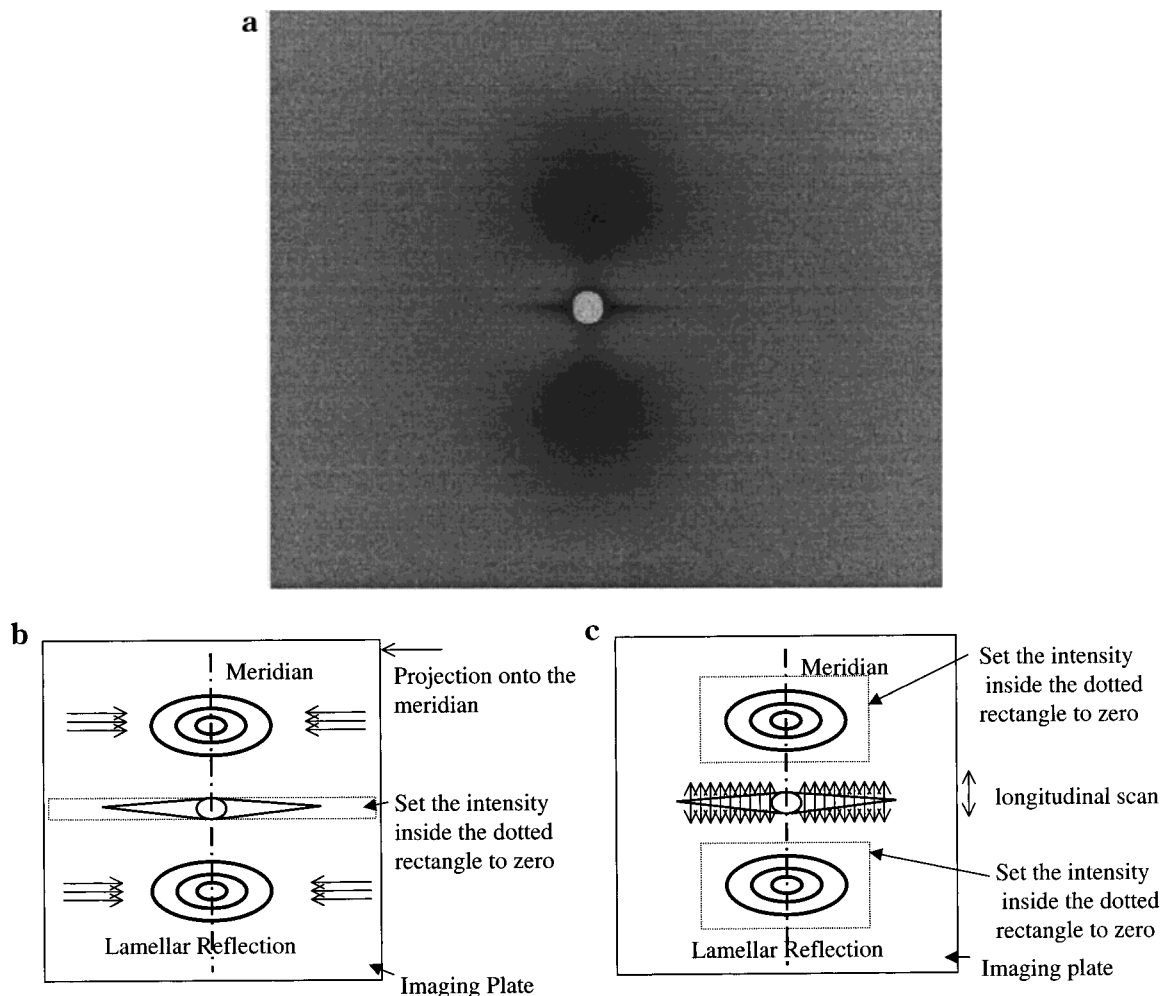 a
b
Meridian
Projection onto the
meridian
Set the intensity
inside the dotted
rectangle to zero
Lamellar Reflection
Imaging Plate
c
Meridian
Set the intensity
inside the dotted
rectangle to zero
longitudinal scan
Set the intensity
inside the dotted
rectangle to zero
Lamellar Reflection
Imaging plate